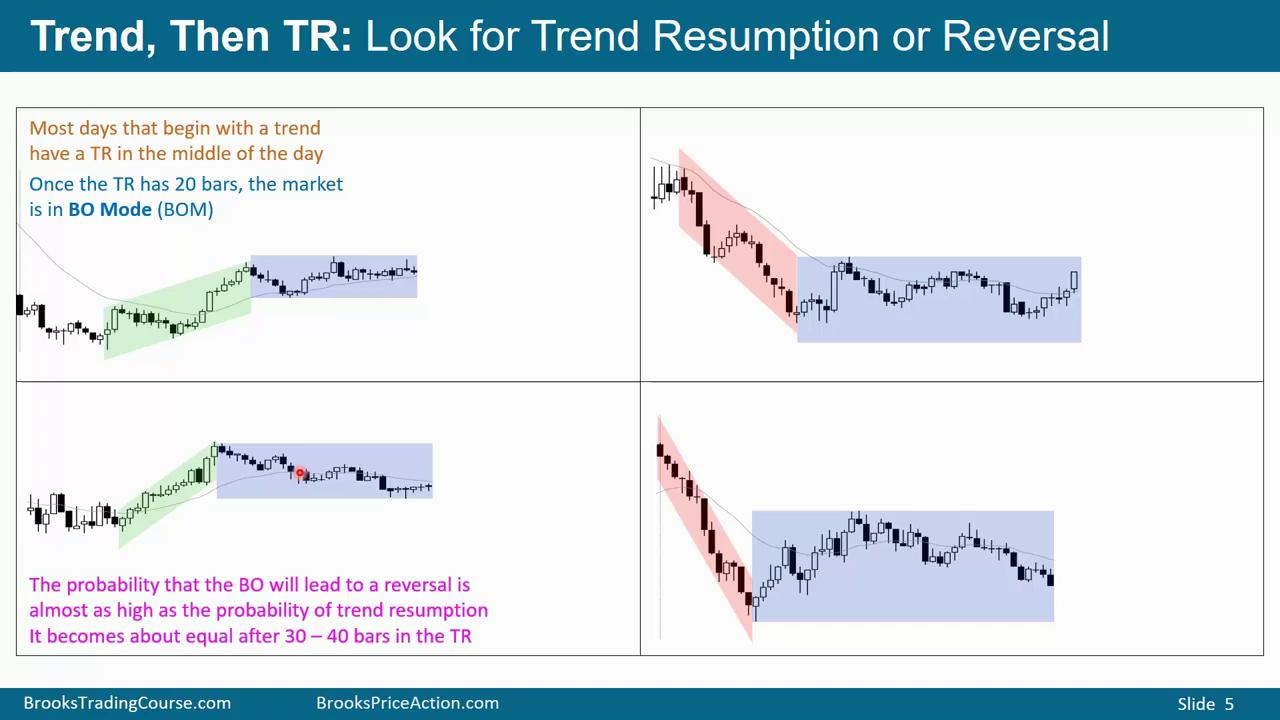 Trend, Then TR: Look for Trend Resumption or Reversal
Most days that begin with a trend
have a TR in the middle of the day
Once the TR has 20 bars, the market
is in BO Mode (BOM)
The probability that the BO will lead to a reversal is
almost as high as the probability of trend resumption
It becomes about equal after 30 – 40 bars in the TR
BrooksTradingCourse.com
BrooksPriceAction.com
Slide 5